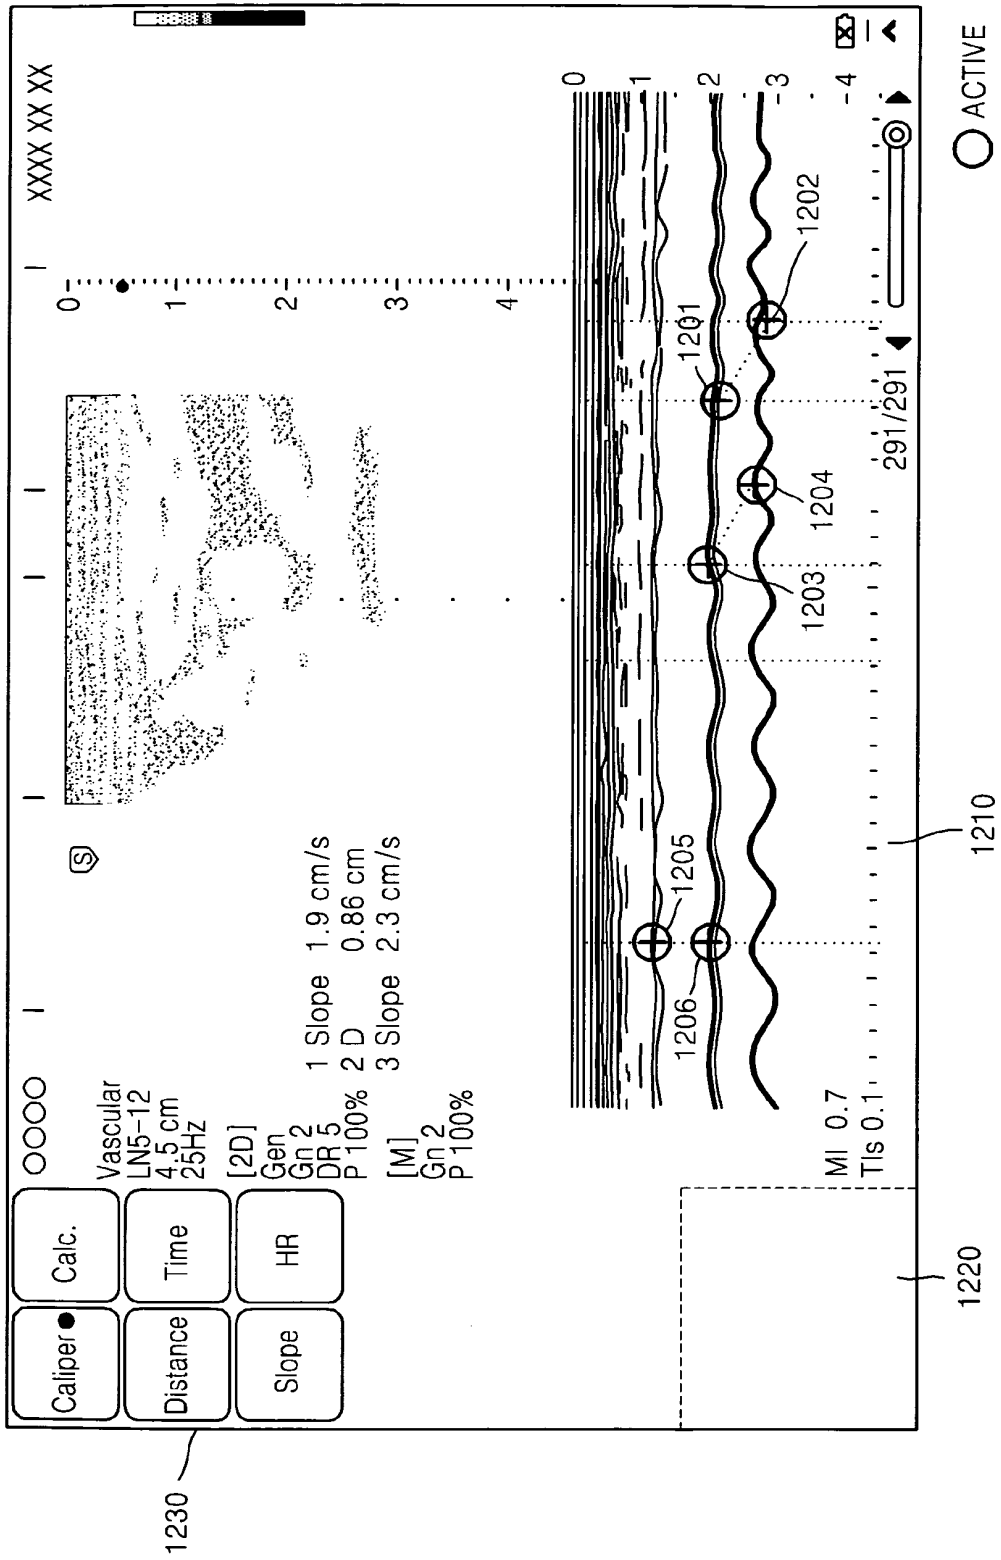 1230
Caliper
Calc.
Distance
Time
Slope
HR
OOOO
XXXX XX XX
Vascular
LN5-12
4.5 cm
25Hz
[2D]
Gen
Gn 2
DR 5
P 100%
[M]
Gn 2
P 100%
S
1 Slope 1.9 cm/s
2 D 0.86 cm
3 Slope 2.3 cm/s
0
1
2
3
4
0
1
2
-3
-4
1205
1206
1203
1204
1201
1202
MI 0.7
TIs 0.1
291/291
1220
1210
ACTIVE